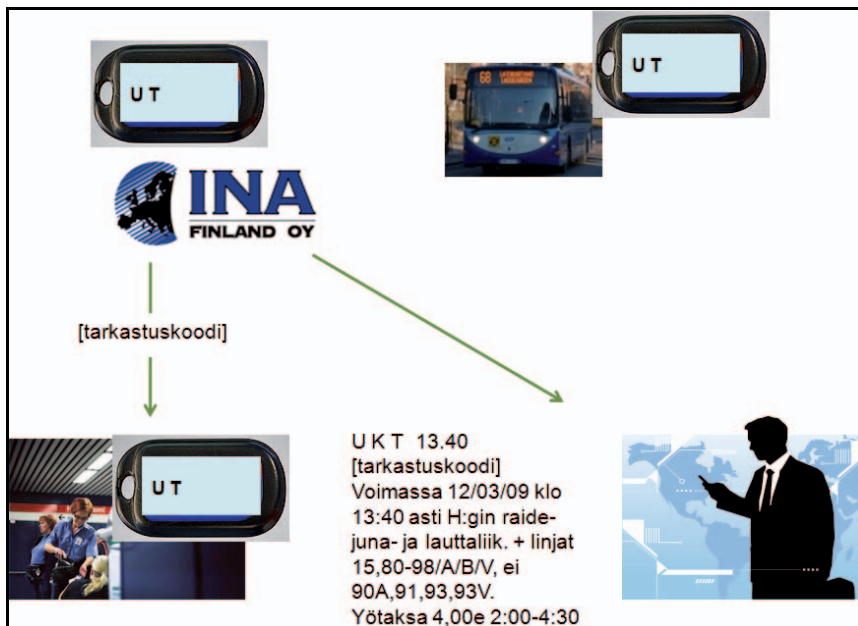 U T
68
U T
INA
FINLAND OY
[tarkastuskoodi]
U T
U K T 13.40
[tarkastuskoodi]
Voimassa 12/03/09 klo
13:40 asti H:gin raide-
juna- ja lauttaliik. + linjat
15,80-98/A/B/V, ei
90A,91,93,93V.
Yötaksa 4,00e 2:00-4:30